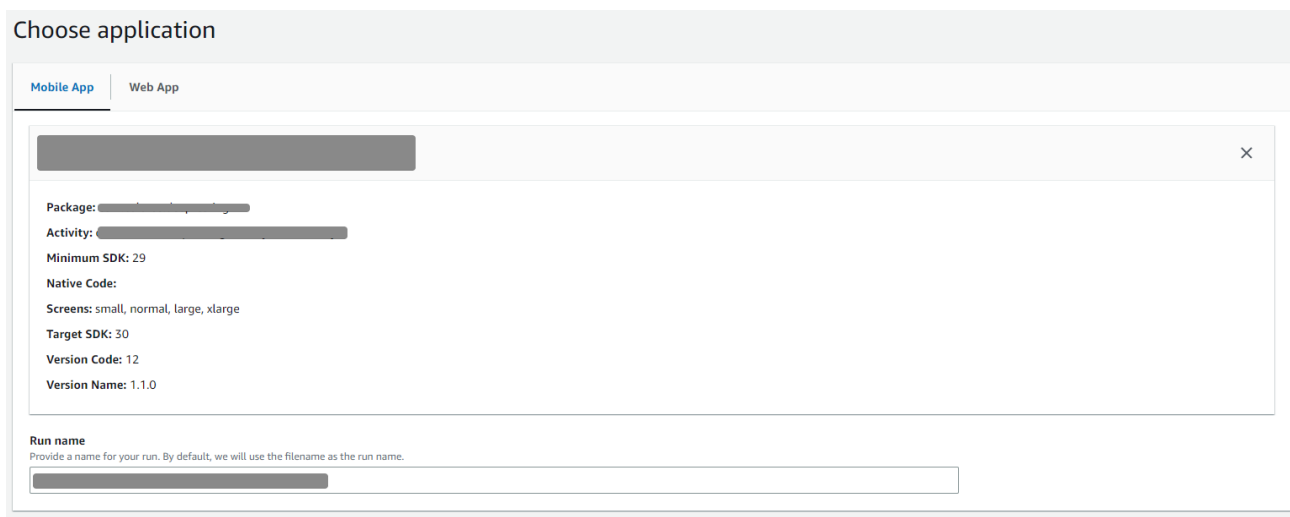 Choose application
Mobile App
Web App
Package:
Activity:
Minimum SDK: 29
Native Code:
Screens: small, normal, large, xlarge
Target SDK: 30
Version Code: 12
Version Name: 1.1.0
Run name
Provide a name for your run. By default, we will use the filename as the run name.